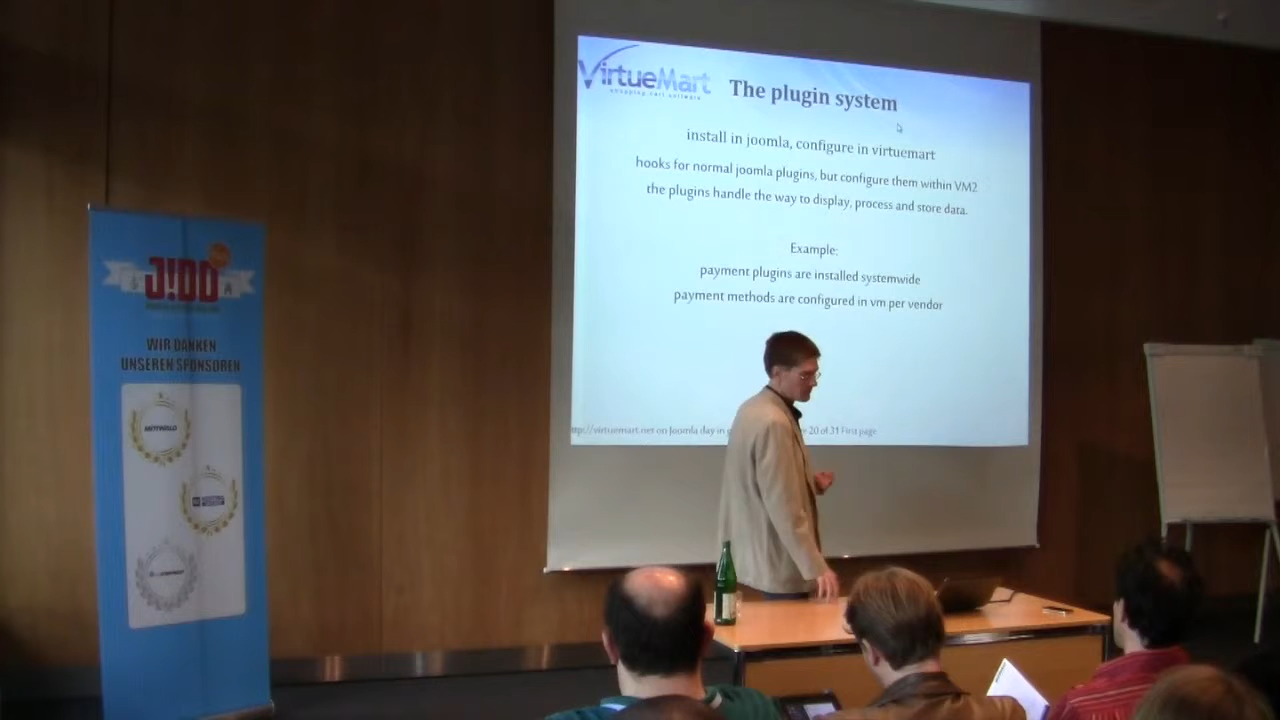 VirtueMart
shopping cart software
The plugin system
install in joomla, configure in virtuemart
hooks for normal joomla plugins, but configure them within VM2
the plugins handle the way to display, process and store data.
Example:
payment plugins are installed systemwide
payment methods are configured in vm per vendor
http://virtuemart.net on Joomla day in
20 of 31 First page
WIR DANKEN
UNSEREN SPONSOREN